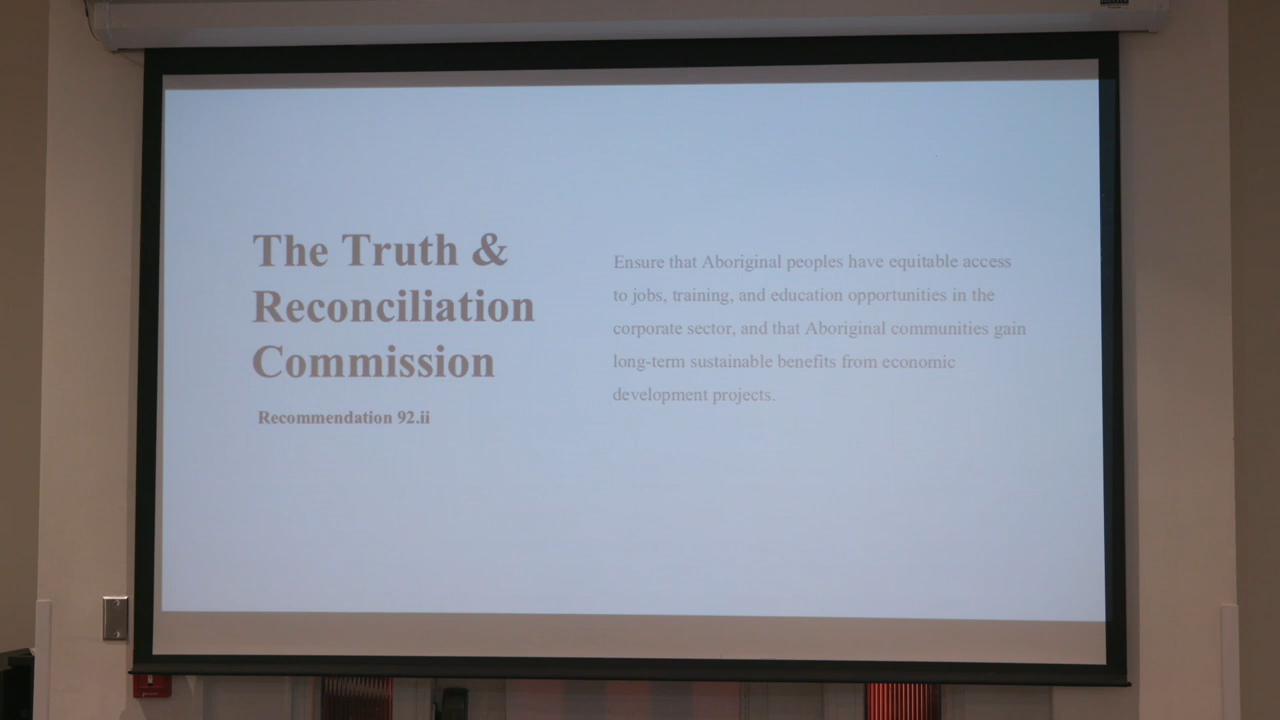 The Truth &
Reconciliation
Commission
Recommendation 92.ii
Ensure that Aboriginal peoples have equitable access
to jobs, training, and education opportunities in the
corporate sector, and that Aboriginal communities gain
long-term sustainable benefits from economic
development projects.